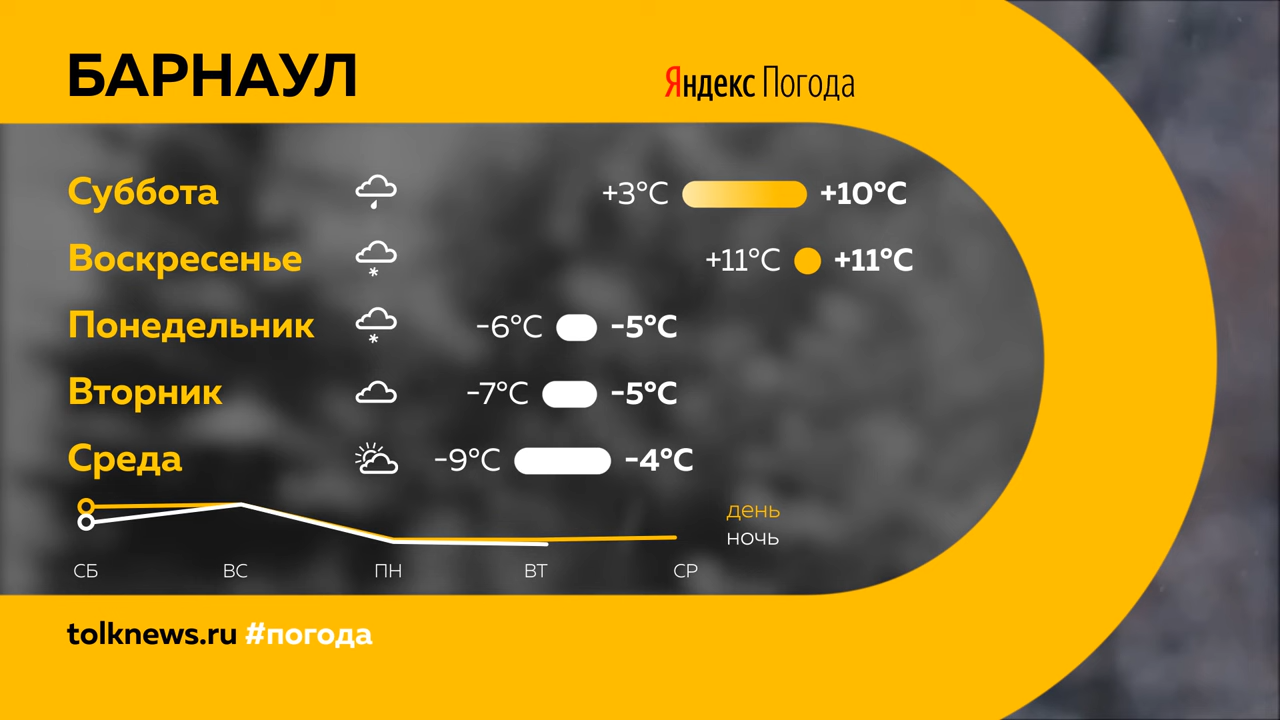 БАРНАУЛ
Яндекс Погода
Суббота +3°C +10°C
Воскресенье +11°C +11°C
Понедельник -6°C -5°C
Вторник -7°C -5°C
Среда -9°C -4°C
день
ночь
СБ ВС ПН ВТ СР
tolknews.ru #погода